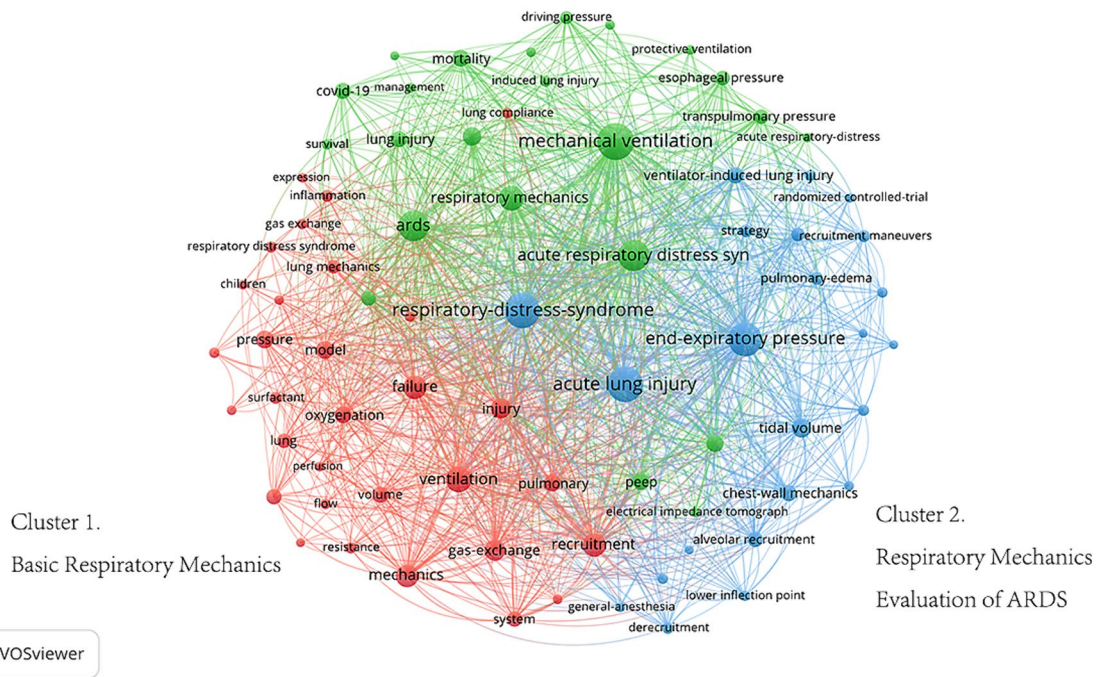 driving pressure
protective ventilation
mortality
induced lung injury
esophageal pressure
covid-19
management
lung compliance
transpulmonary pressure
acute respiratory-distress
survival
lung injury
mechanical ventilation
expression
ventilator-induced lung injury
inflammation
respiratory mechanics
randomized controlled-trial
gas exchange
ards
strategy
recruitment maneuvers
respiratory distress syndrome
acute respiratory distress syn
lung mechanics
pulmonary-edema
children
respiratory-distress-syndrome
pressure
model
end-expiratory pressure
failure
acute lung injury
surfactant
oxygenation
injury
tidal volume
lung
perfusion
ventilation
pulmonary
peep
volume
chest-wall mechanics
flow
electrical impedance tomograph
Cluster 1.
Basic Respiratory Mechanics
Cluster 2.
Respiratory Mechanics
Evaluation of ARDS
resistance
gas-exchange
recruitment
alveolar recruitment
mechanics
lower inflection point
general-anesthesia
system
derecruitment
VOSviewer